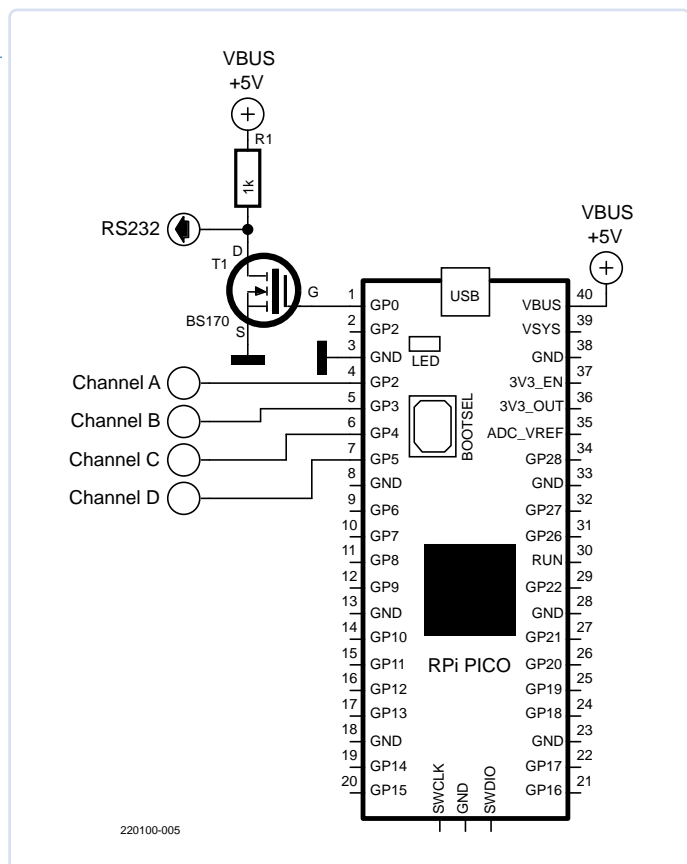 VBUS
+5V
R1
1k
RS232
D
T1
G
BS170
S
VBUS
+5V
USB
LED
BOOTSEL
Channel A
Channel B
Channel C
Channel D
1 GP0
2 GP2
3 GND
4 GP2
5 GP3
6 GP4
7 GP5
8 GND
9 GP6
10 GP7
11 GP8
12 GP9
13 GND
14 GP10
15 GP11
16 GP12
17 GP13
18 GND
19 GP14
20 GP15
VBUS 40
VSYS 39
GND 38
3V3_EN 37
3V3_OUT 36
ADC_VREF 35
GP28 34
GND 33
GP27 32
GP26 31
RUN 30
GP22 29
GND 28
GP21 27
GP20 26
GP19 25
GP18 24
GND 23
GP17 22
GP16 21
RPi PICO
SWCLK
GND
SWDIO
220100-005